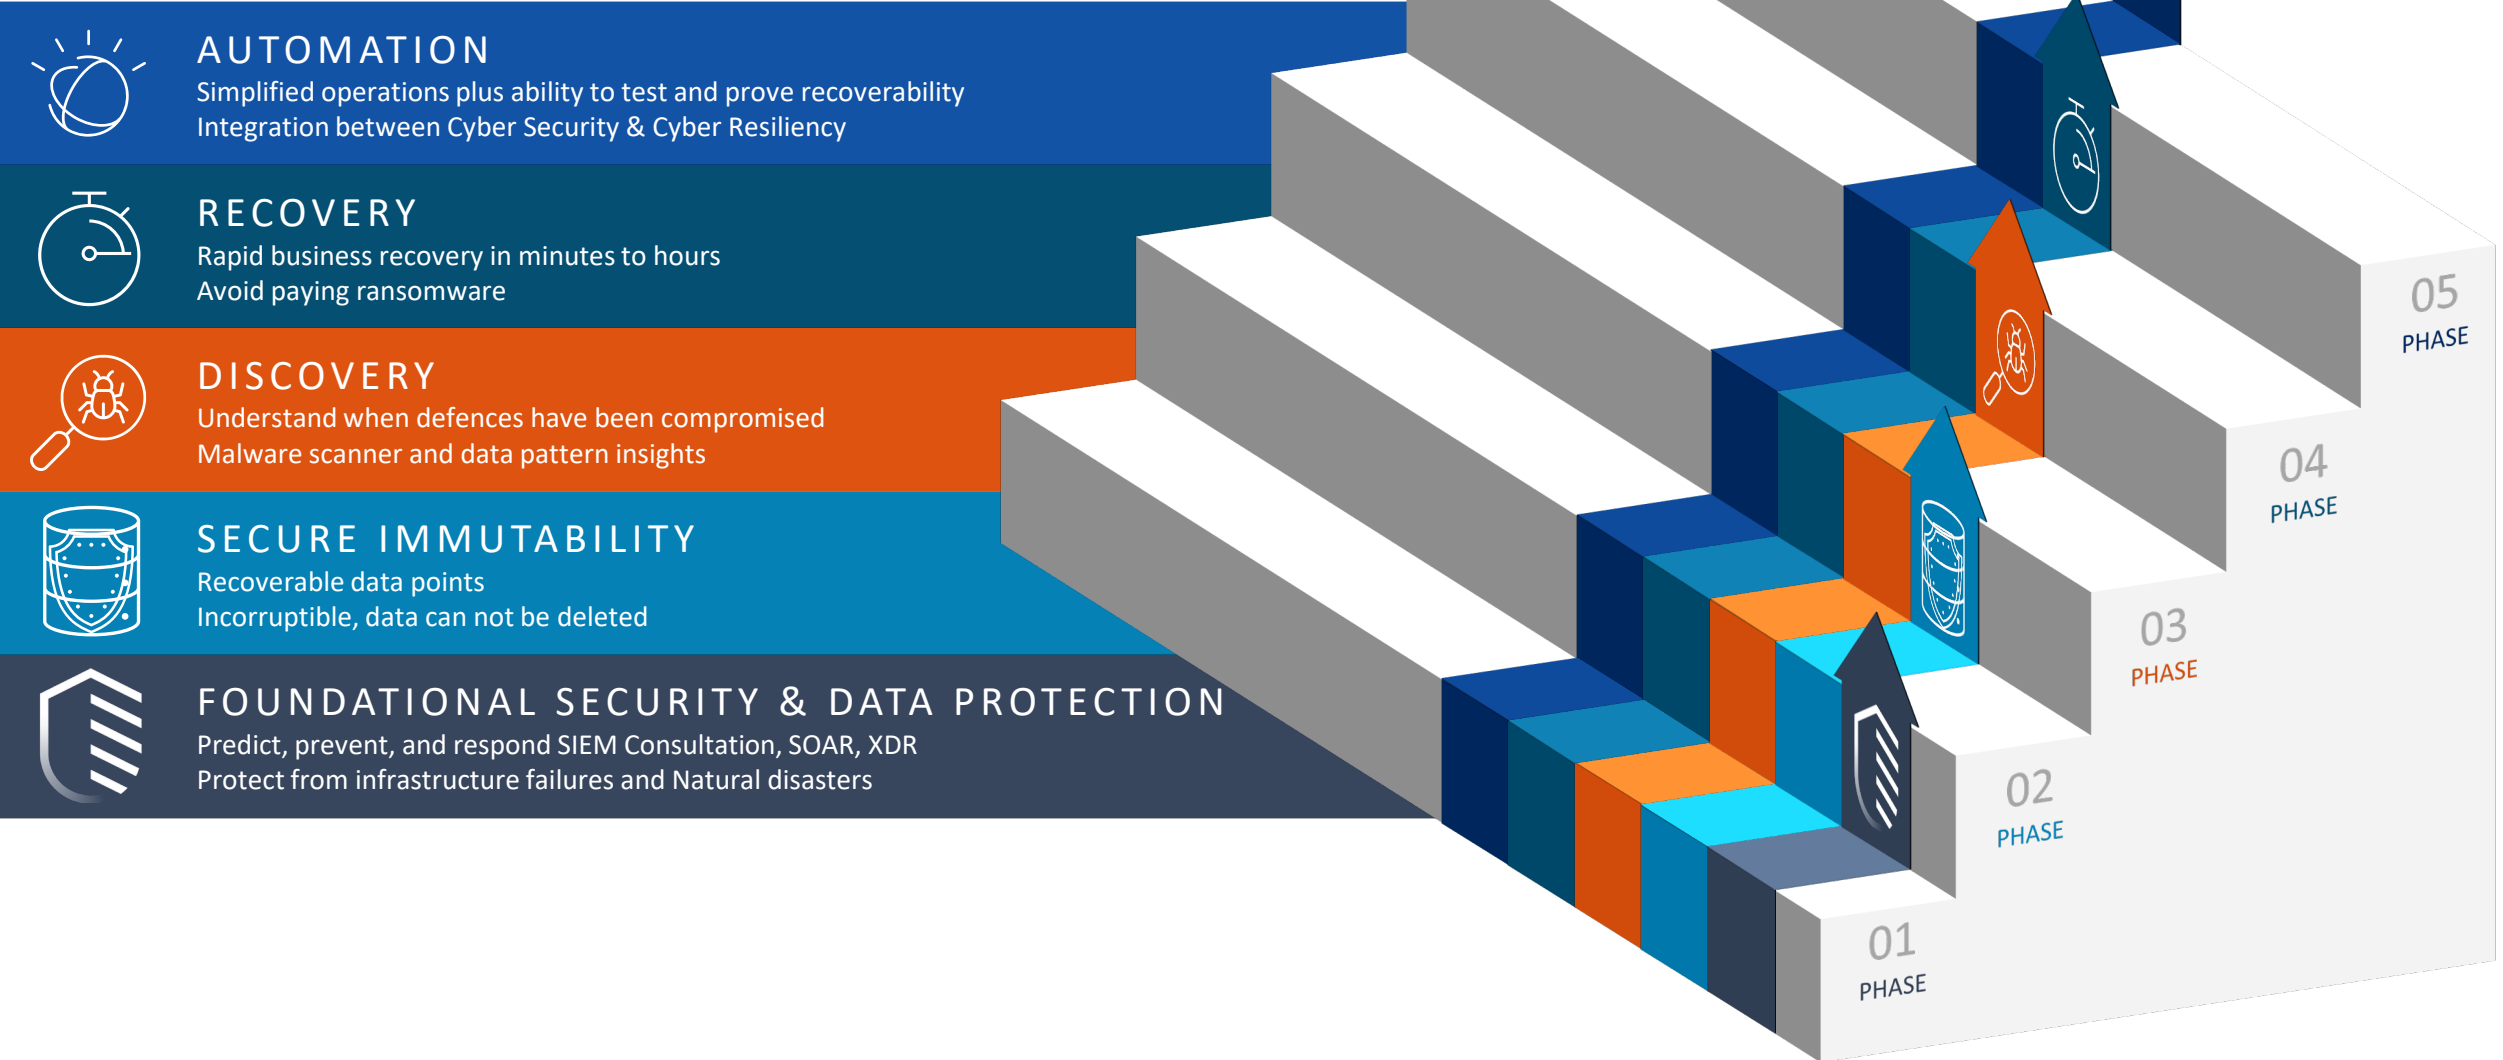 AUTOMATION
Simplified operations plus ability to test and prove recoverability
Integration between Cyber Security & Cyber Resiliency
RECOVERY
Rapid business recovery in minutes to hours
Avoid paying ransomware
DISCOVERY
Understand when defences have been compromised
Malware scanner and data pattern insights
SECURE IMMUTABILITY
Recoverable data points
Incorruptible, data can not be deleted
FOUNDATIONAL SECURITY & DATA PROTECTION
Predict, prevent, and respond SIEM Consultation, SOAR, XDR
Protect from infrastructure failures and Natural disasters
05
PHASE
04
PHASE
03
PHASE
02
PHASE
01
PHASE